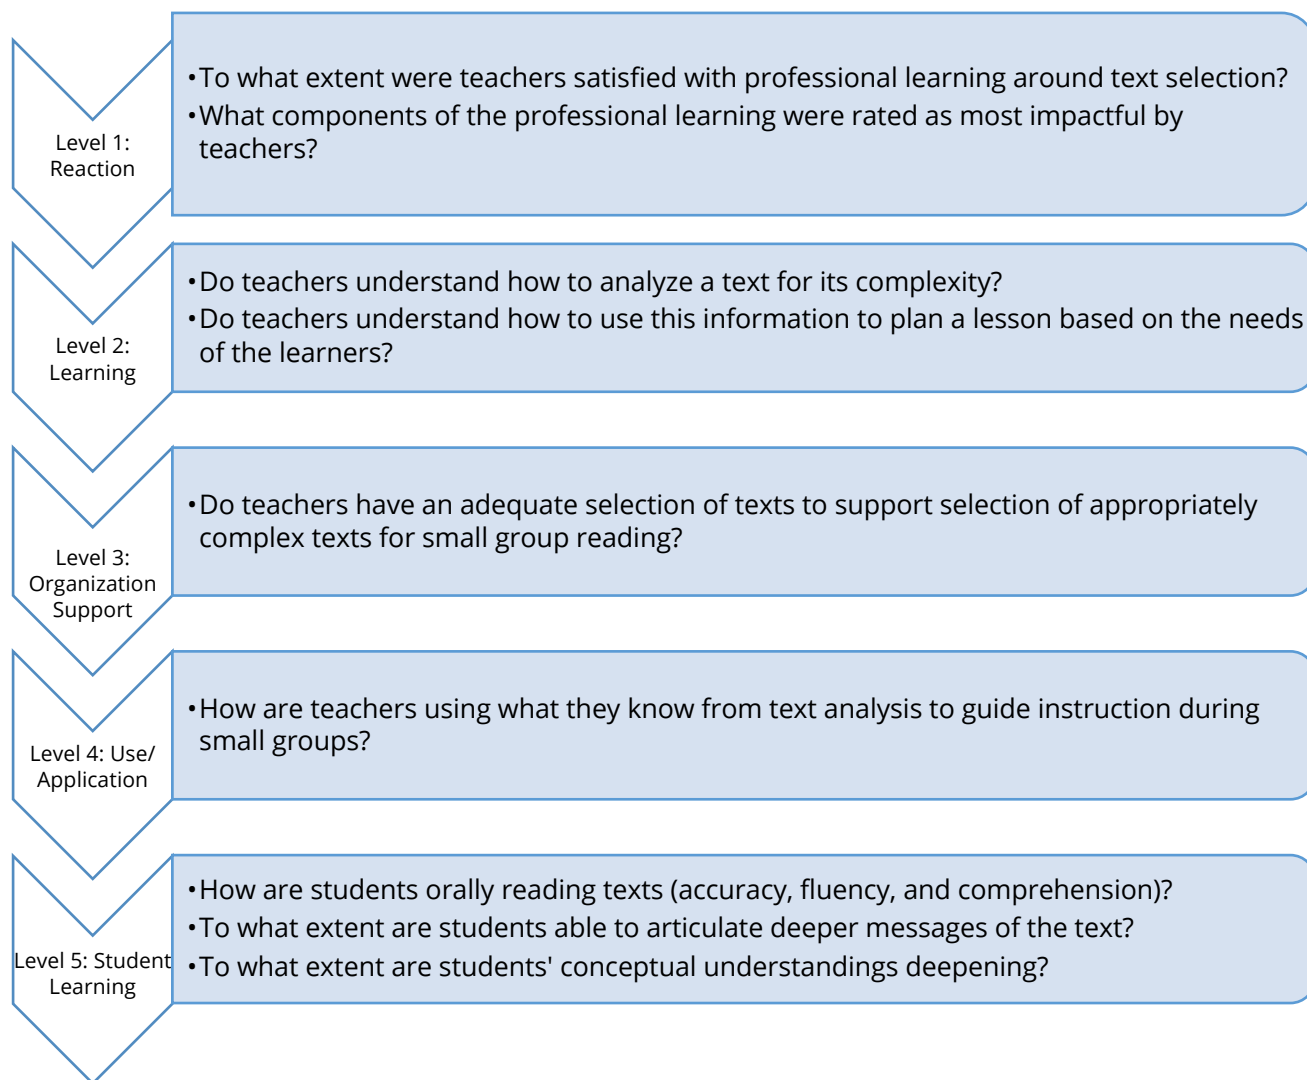 Level 1:
Reaction
•To what extent were teachers satisfied with professional learning around text selection?
•What components of the professional learning were rated as most impactful by
teachers?
Level 2:
Learning
•Do teachers understand how to analyze a text for its complexity?
•Do teachers understand how to use this information to plan a lesson based on the needs
of the learners?
Level 3:
Organization
Support
•Do teachers have an adequate selection of texts to support selection of appropriately
complex texts for small group reading?
Level 4: Use/
Application
•How are teachers using what they know from text analysis to guide instruction during
small groups?
Level 5: Student
Learning
•How are students orally reading texts (accuracy, fluency, and comprehension)?
•To what extent are students able to articulate deeper messages of the text?
•To what extent are students' conceptual understandings deepening?